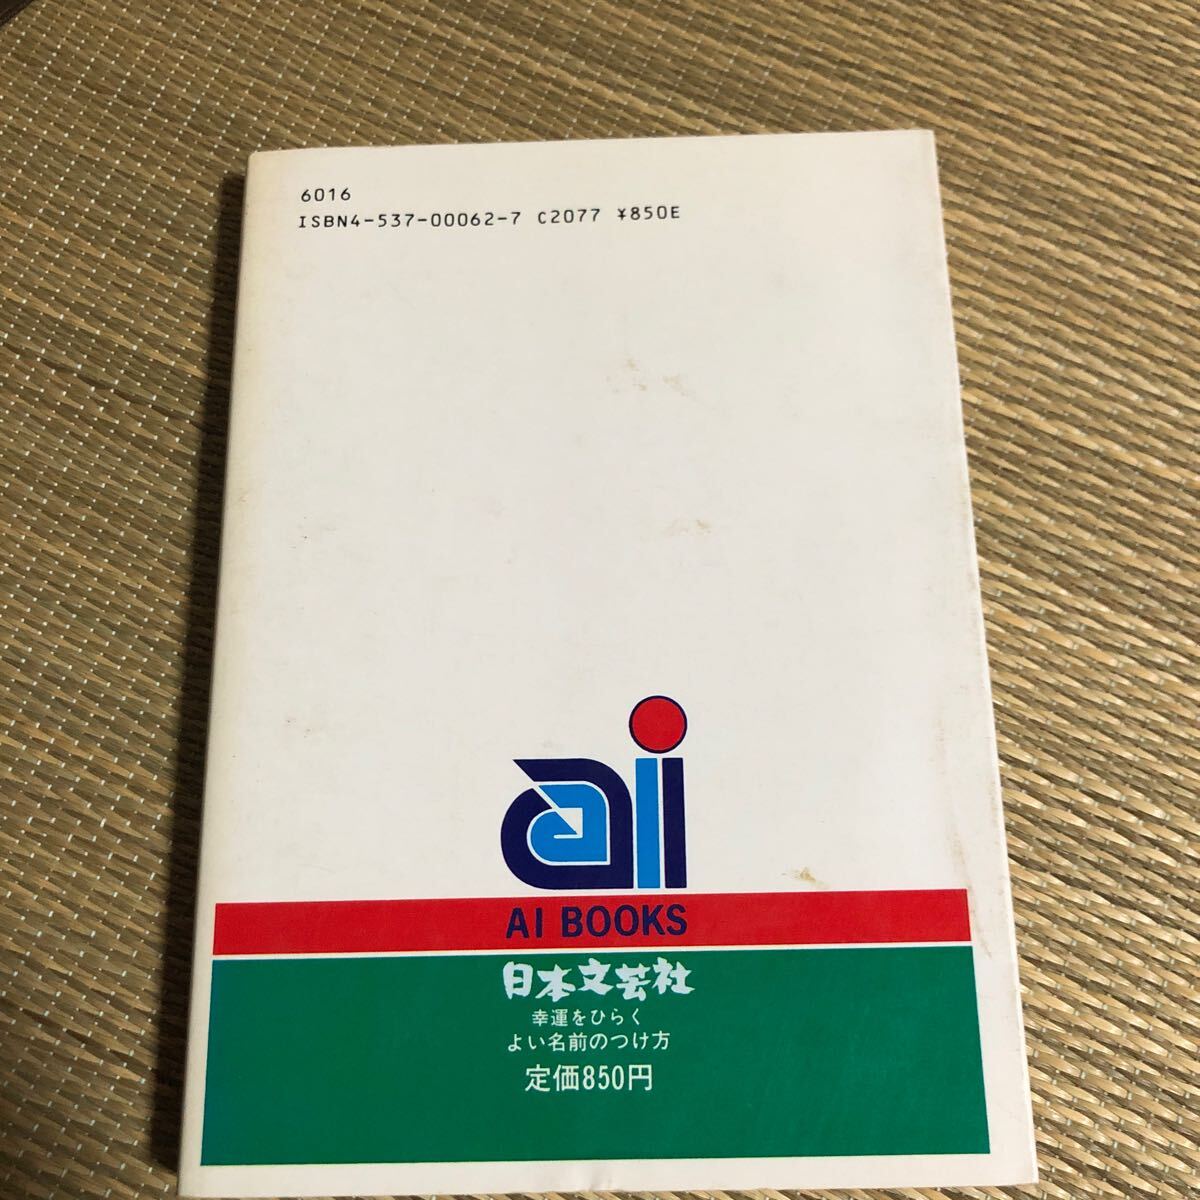 6016
ISBN4-537-00062-7 C2077 ¥850E
ai
AI BOOKS
日本文芸社
幸運をひらく
よい名前のつけ方
定価850円